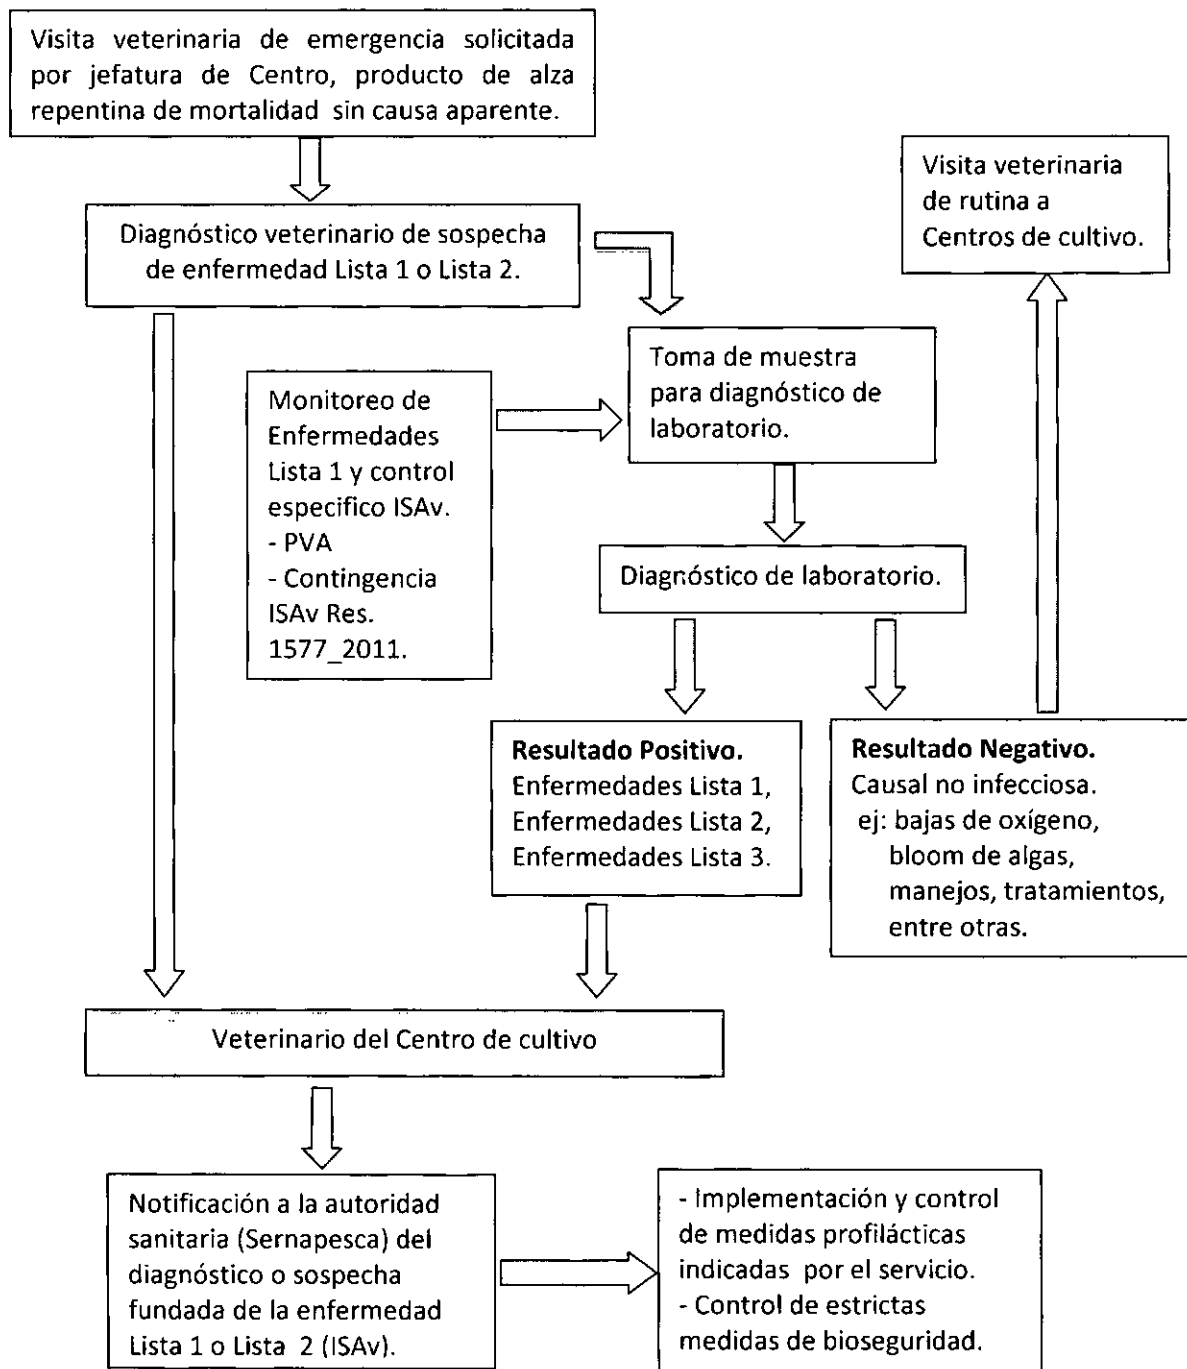 Visita veterinaria de emergencia solicitada
por jefatura de Centro, producto de alza
repentina de mortalidad sin causa aparente.
Visita veterinaria
de rutina a
Centros de cultivo.
Diagnóstico veterinario de sospecha
de enfermedad Lista 1 o Lista 2.
Toma de muestra
para diagnóstico de
laboratorio.
Monitoreo de
Enfermedades
Lista 1 y control
especifico ISAv.
- PVA
- Contingencia
ISAv Res.
1577_2011.
Diagnóstico de laboratorio.
Resultado Positivo.
Enfermedades Lista 1,
Enfermedades Lista 2,
Enfermedades Lista 3.
Resultado Negativo.
Causal no infecciosa.
ej: bajas de oxígeno,
bloom de algas,
manejos, tratamientos,
entre otras.
Veterinario del Centro de cultivo
Notificación a la autoridad
sanitaria (Sernapesca) del
diagnóstico o sospecha
fundada de la enfermedad
Lista 1 o Lista 2 (ISAv).
- Implementación y control
de medidas profilácticas
indicadas por el servicio.
- Control de estrictas
medidas de bioseguridad.